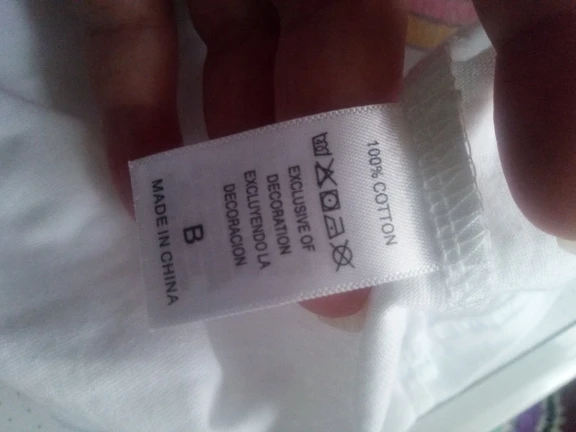 100% COTTON
EXCLUSIVE OF
DECORATION
EXCLUYENDO LA
DECORACION
B
MADE IN CHINA